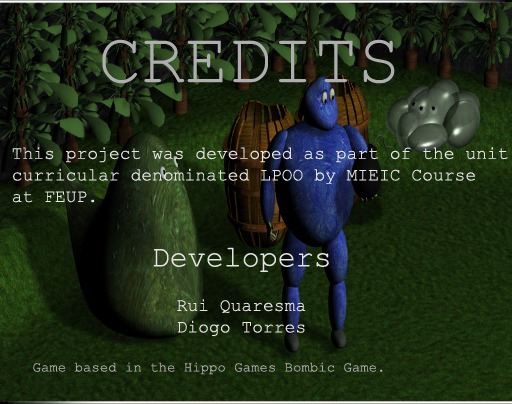 CREDITS
This project was developed as part of the unit
curricular denominated LPOO by MIEIC Course
at FEUP.
Developers
Rui Quaresma
Diogo Torres
Game based in the Hippo Games Bombic Game.